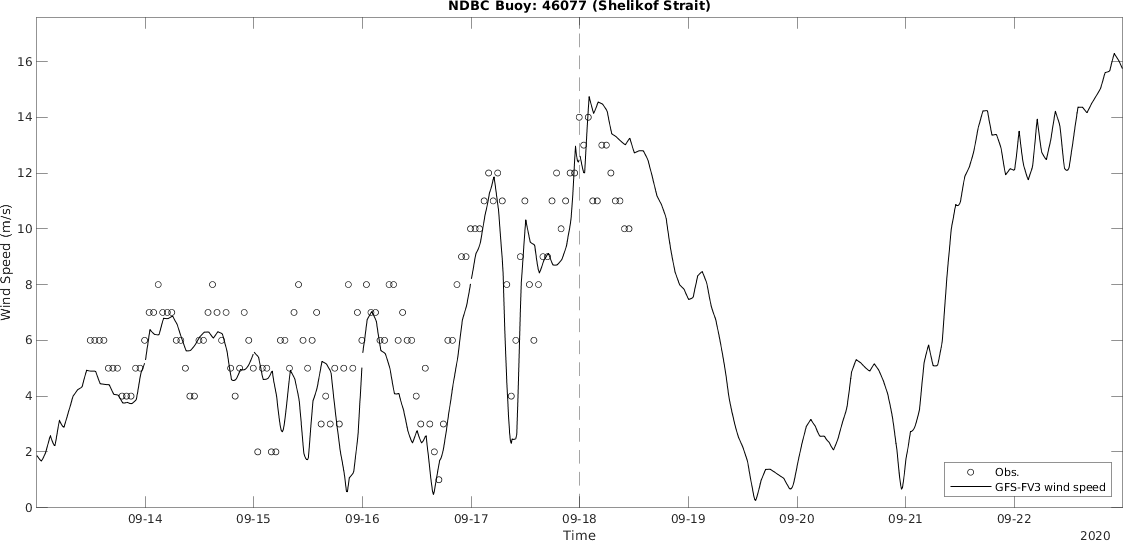 NDBC Buoy: 46077 (Shelikof Strait)
Wind Speed (m/s)
16
14
12
10
8
6
4
2
0
09-14 09-15 09-16 09-17 09-18 09-19 09-20 09-21 09-22
Time
2020
Obs.
GFS-FV3 wind speed